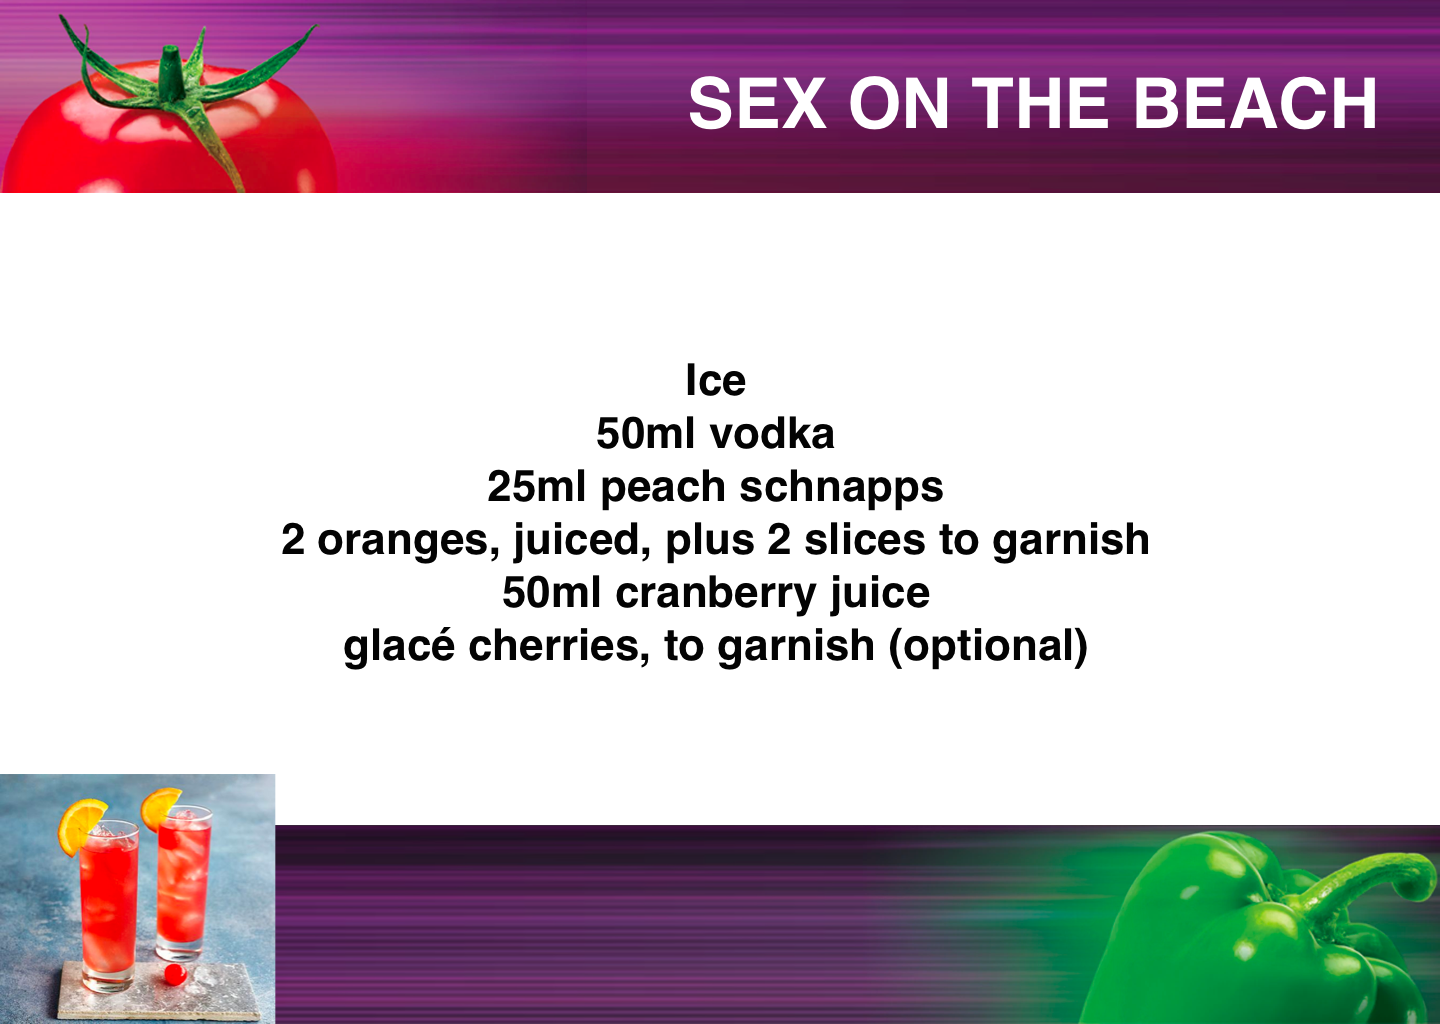 SEX ON THE BEACH
Ice
50ml vodka
25ml peach schnapps
2 oranges, juiced, plus 2 slices to garnish
50ml cranberry juice
glacé cherries, to garnish (optional)